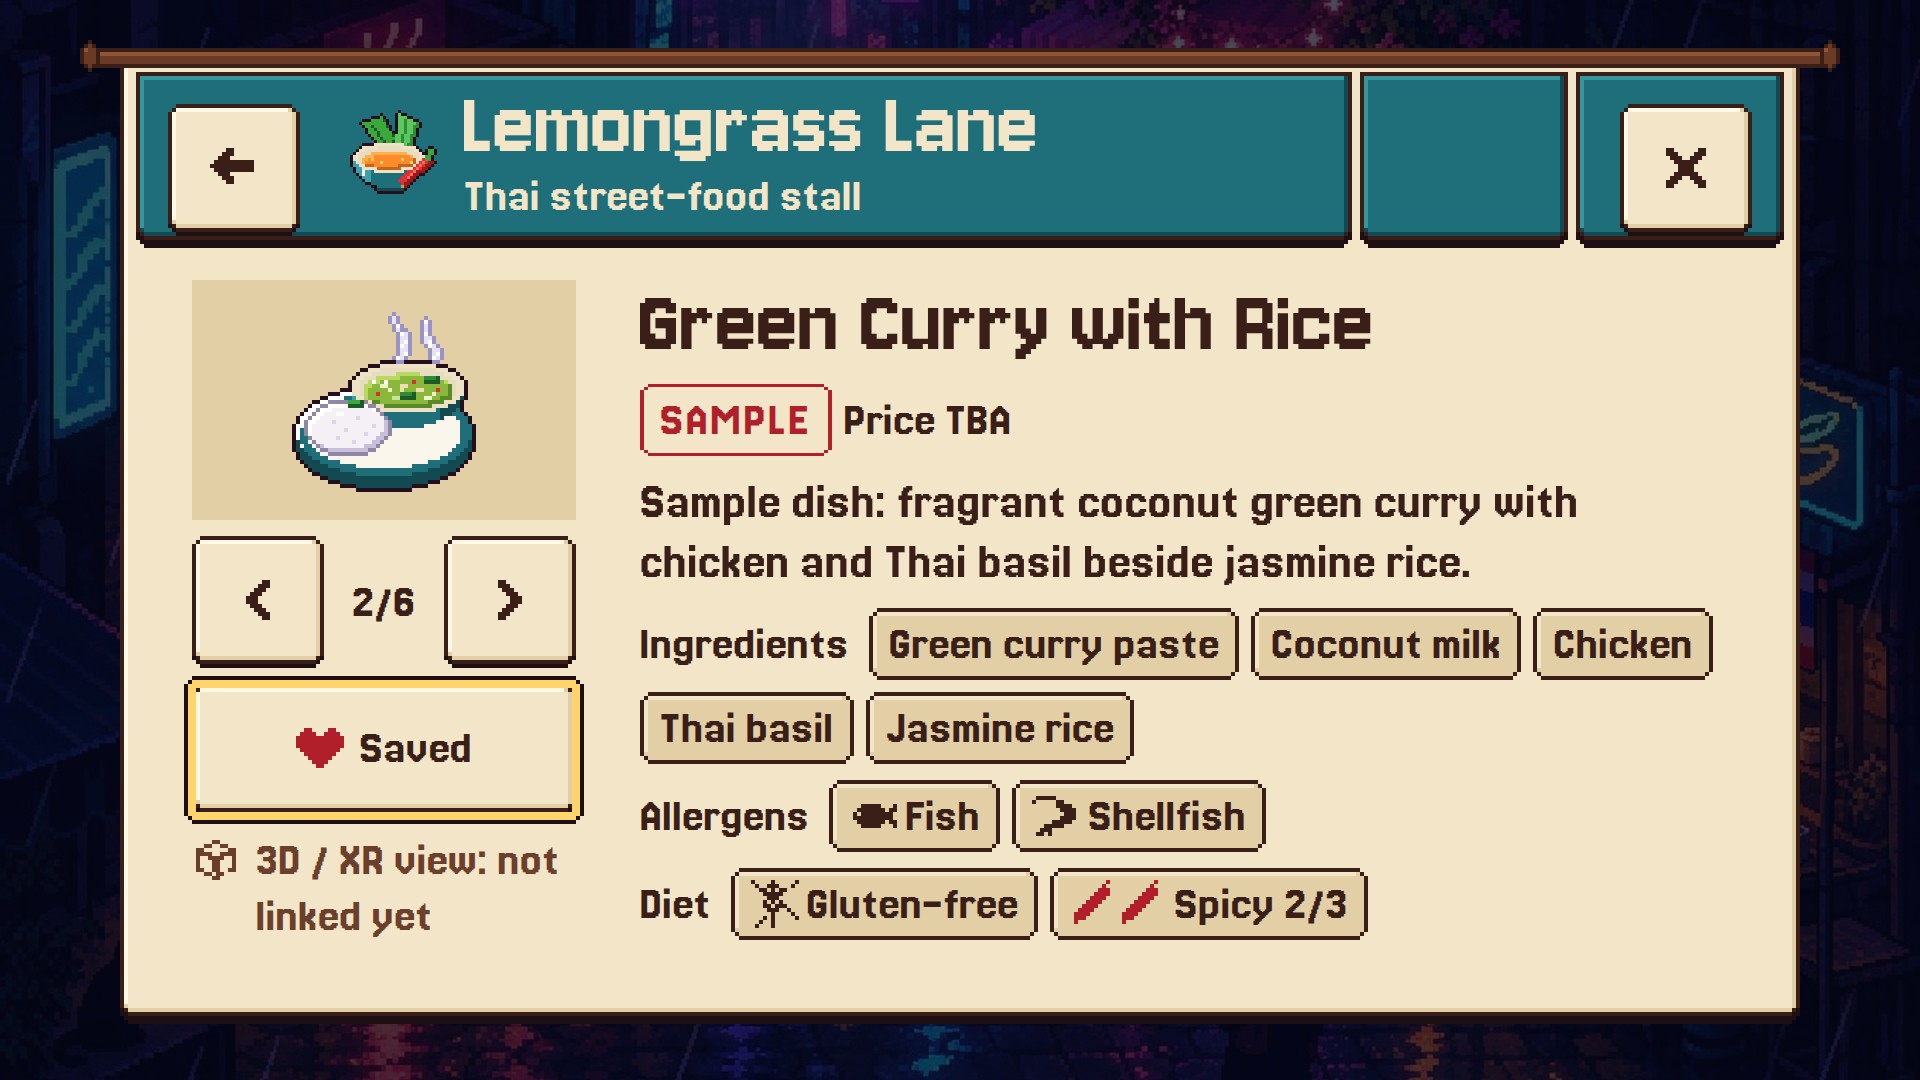 Lemongrass Lane
Thai street-food stall
Green Curry with Rice
SAMPLE Price TBA
Sample dish: fragrant coconut green curry with
chicken and Thai basil beside jasmine rice.
2/6
Ingredients Green curry paste Coconut milk Chicken
Thai basil Jasmine rice
Saved
Allergens Fish Shellfish
3D / XR view: not
linked yet
Diet Gluten-free Spicy 2/3